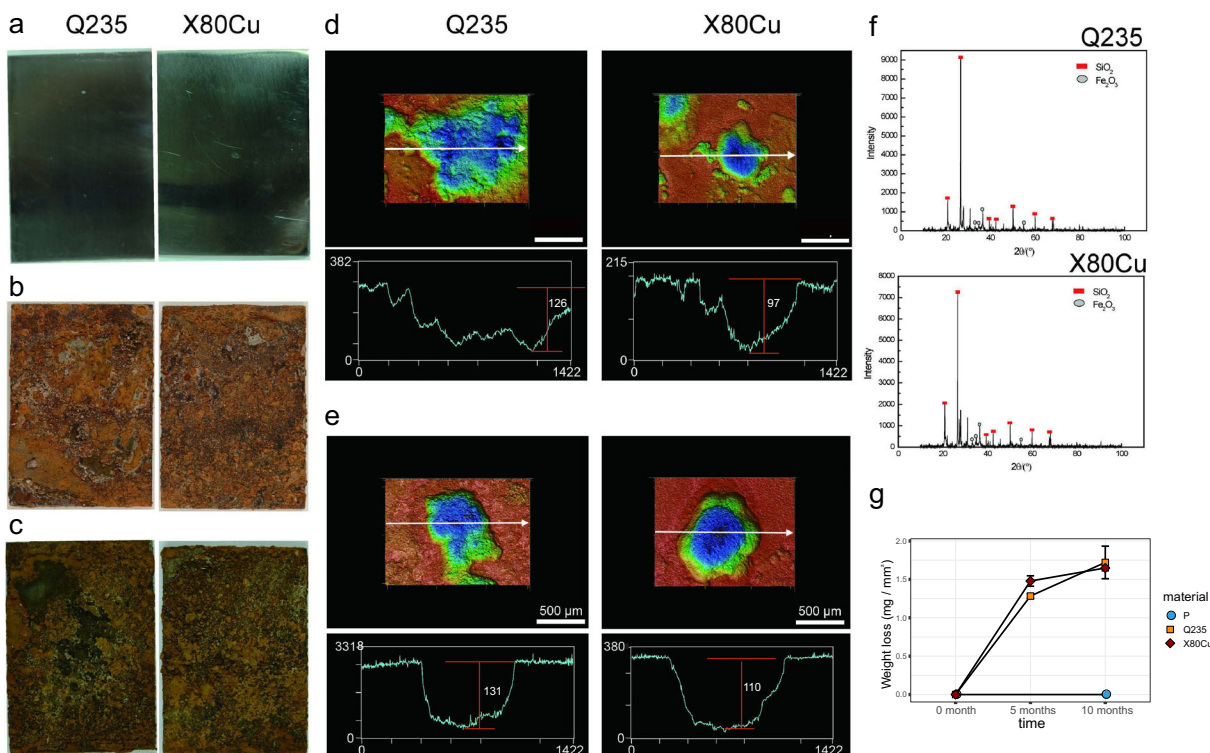 a
Q235
X80Cu
b
c
d
Q235
X80Cu
382
126
0
0
1422
215
97
0
0
1422
e
500 µm
500 µm
3318
131
0
0
1422
380
110
0
0
1422
f
Q235
9000
8000
7000
6000
5000
4000
3000
2000
1000
0
Intensity
SiO₂
Fe₂O₃
0
20
40
60
80
100
2θ/(°)
X80Cu
8000
7000
6000
5000
4000
3000
2000
1000
0
Intensity
SiO₂
Fe₂O₃
0
20
40
60
80
100
2θ/(°)
g
2.0
1.5
1.0
0.5
0.0
Weight loss (mg / mm²)
0 month
5 months
10 months
time
material
P
Q235
X80Cu